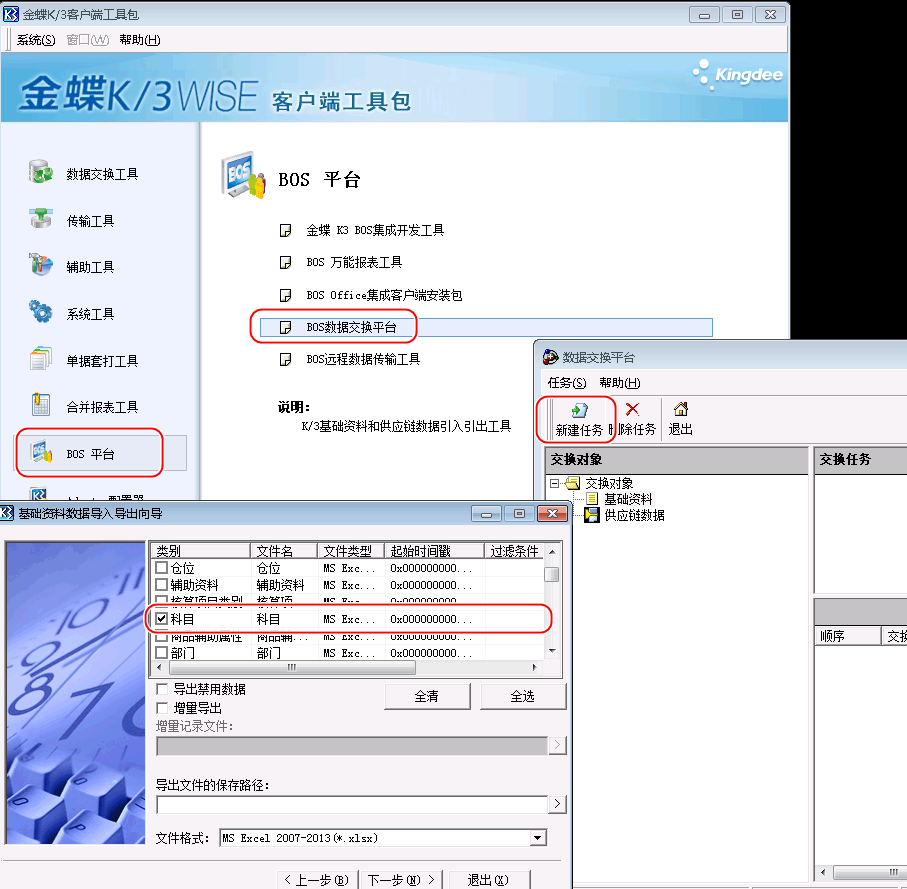 金蝶K/3客户端工具包
系统(S) 窗口(W) 帮助(H)
金蝶K/3 WISE 客户端工具包
Kingdee
数据交换工具
传输工具
辅助工具
系统工具
单据套打工具
合并报表工具
BOS 平台
BOS 平台
金蝶 K3 BOS集成开发工具
BOS 万能报表工具
BOS Office集成客户端安装包
BOS数据交换平台
BOS远程数据传输工具
说明:
K/3基础资料和供应链数据引入引出工具
数据交换平台
任务(S) 帮助(H)
新建任务 删除任务 退出
交换对象 交换任务
交换对象
基础资料
供应链数据
顺序 交换
基础资料数据导入导出向导
类别 文件名 文件类型 起始时间戳 过滤条件
仓位 仓位 MS Exc... 0x000000000...
辅助资料 辅助资料 MS Exc... 0x000000000...
核算项目类别 核算项... MS Exc... 0x000000000...
科目 科目 MS Exc... 0x000000000...
商品辅助属性 商品辅... MS Exc... 0x000000000...
部门 部门 MS Exc... 0x000000000...
导出禁用数据
全清 全选
增量导出
增量记录文件:
导出文件的保存路径:
文件格式: MS Excel 2007-2013(*.xlsx)
上一步(B) 下一步(N) 退出(X)